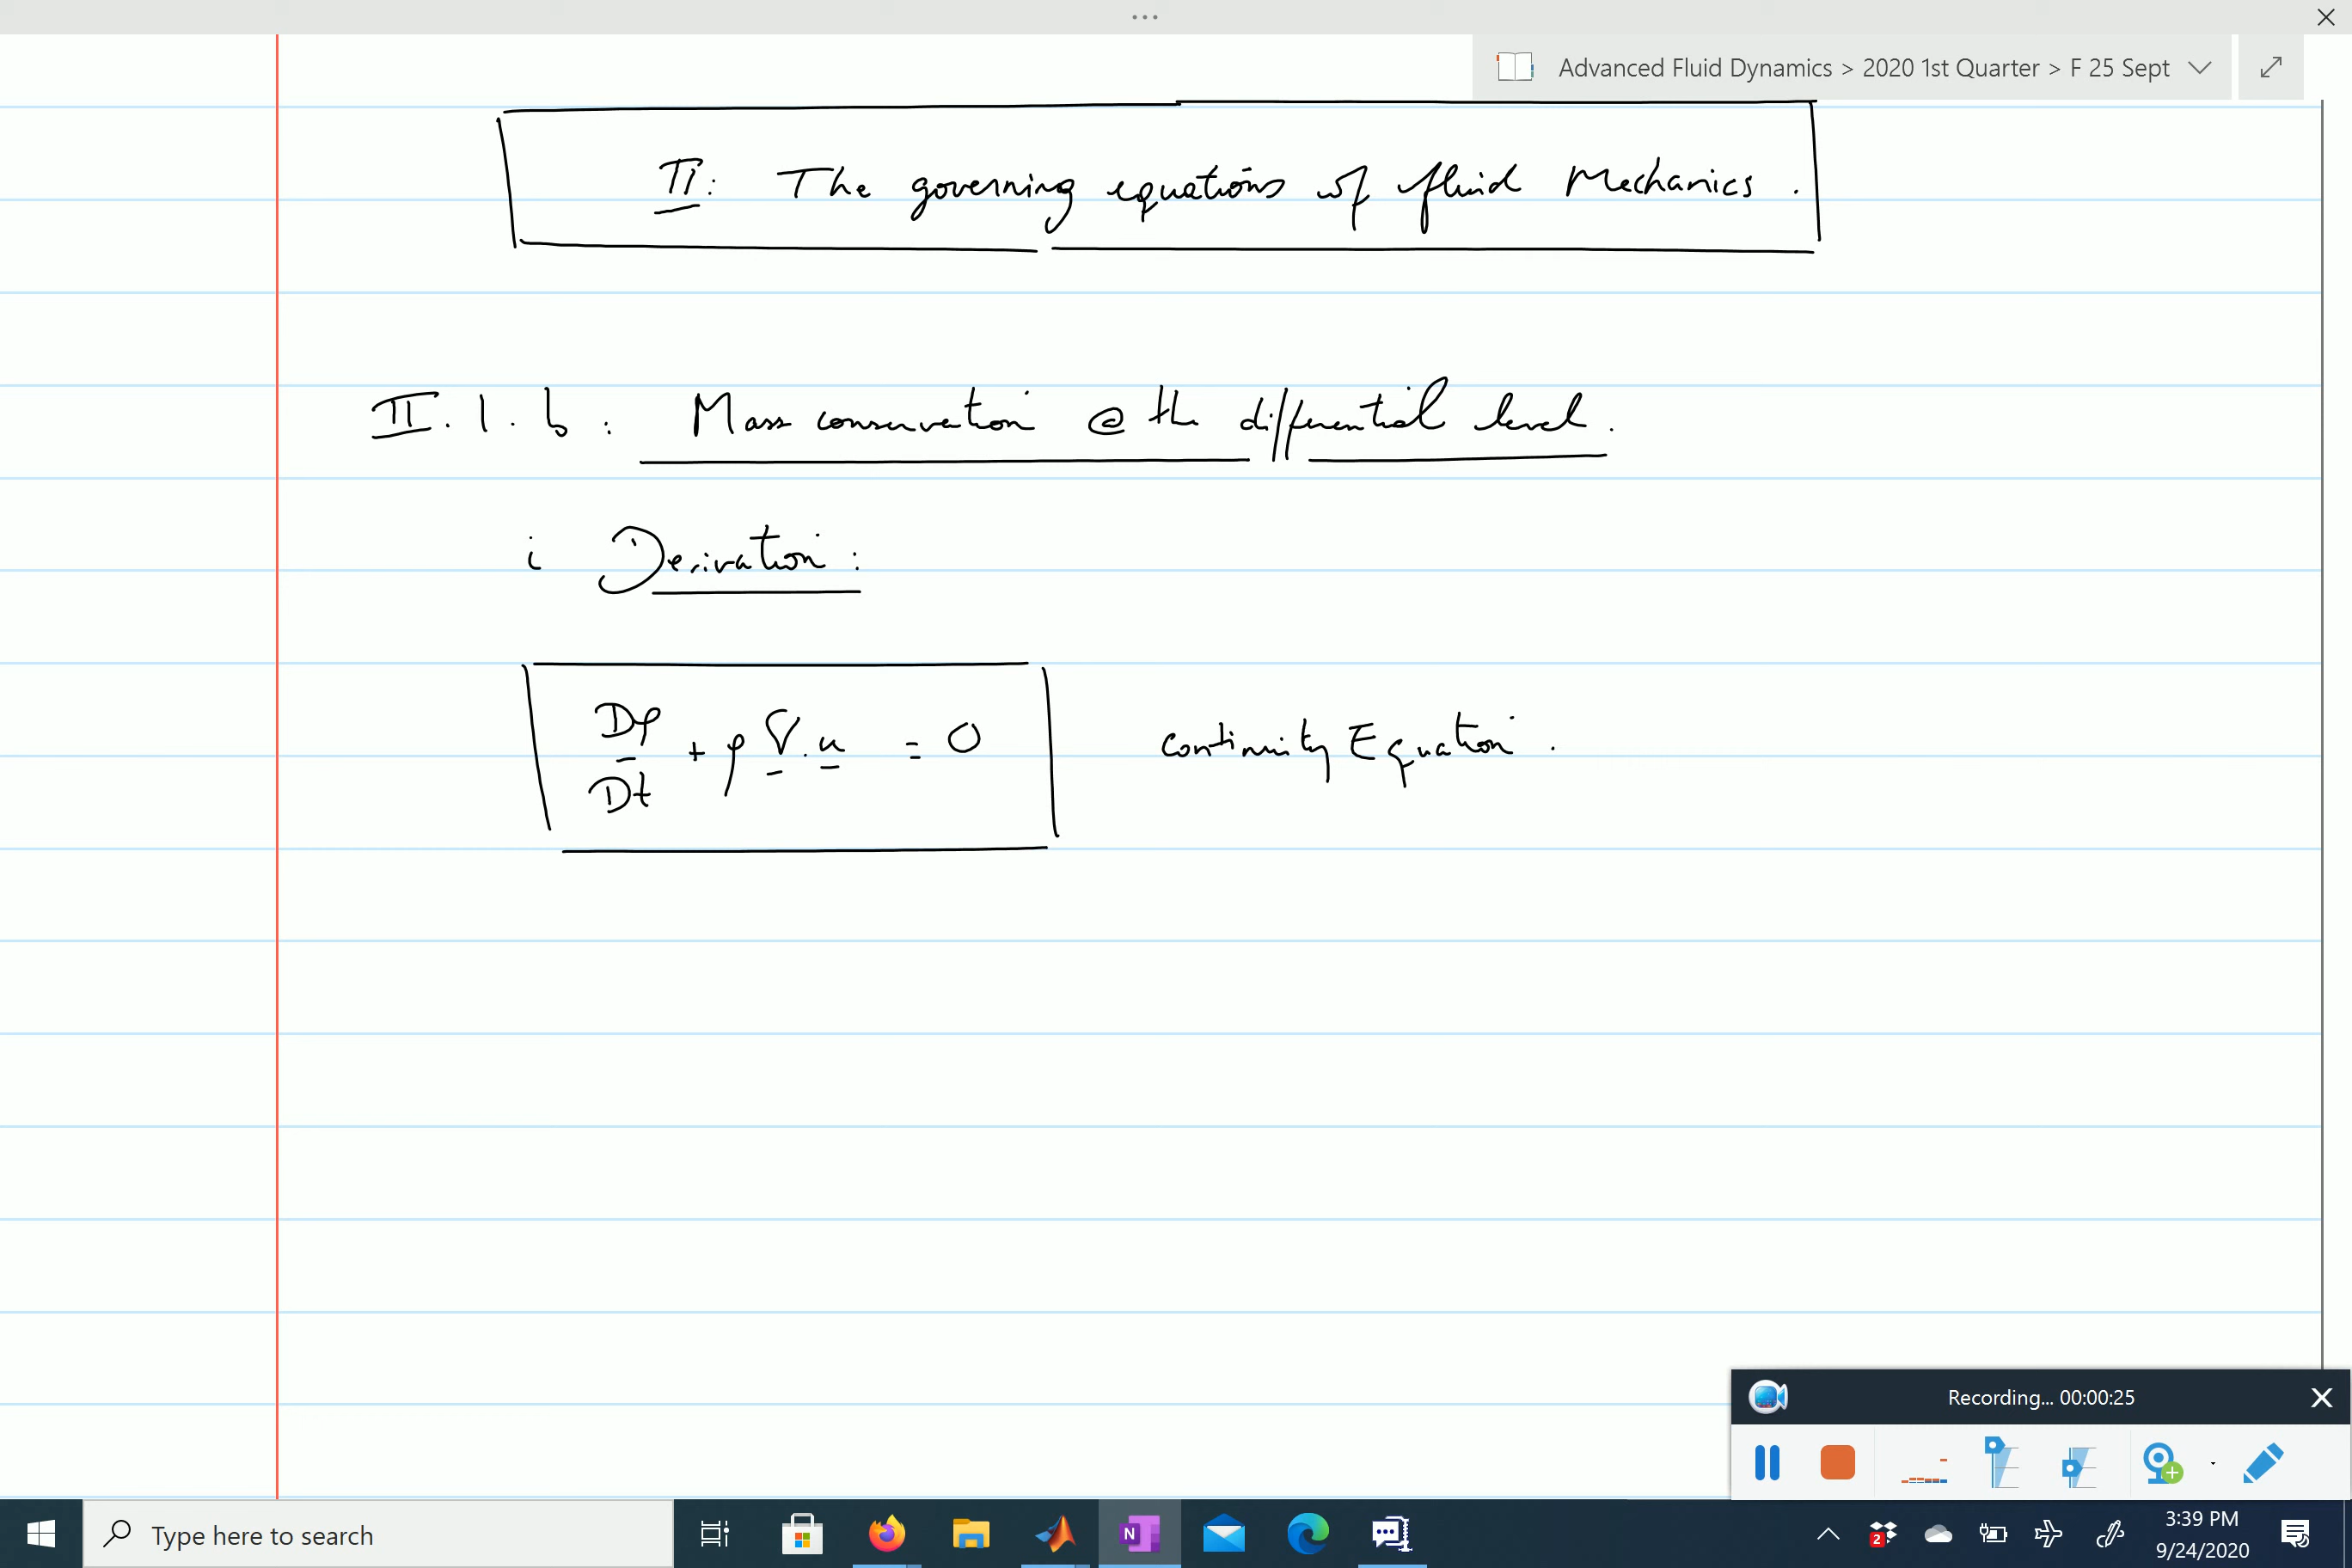 Advanced Fluid Dynamics > 2020 1st Quarter > F 25 Sept
II: The governing equations of fluid Mechanics.
II.1.b: Mass conservation @ the differential level.
i Derivation:
Dρ/Dt + ρ ∇.u = 0 continuity Equation.
Recording... 00:00:25
Type here to search
N
2
3:39 PM
9/24/2020